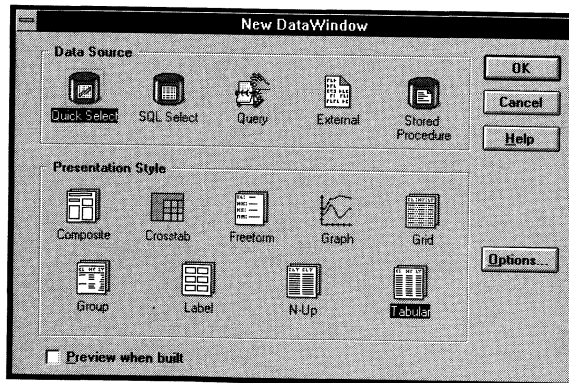 New DataWindow
Data Source
Quick Select
SQL Select
Query
External
Stored
Procedure
OK
Cancel
Help
Presentation Style
Composite
Crosstab
Freeform
Graph
Grid
Options...
Group
Label
N-Up
Tabular
Preview when built